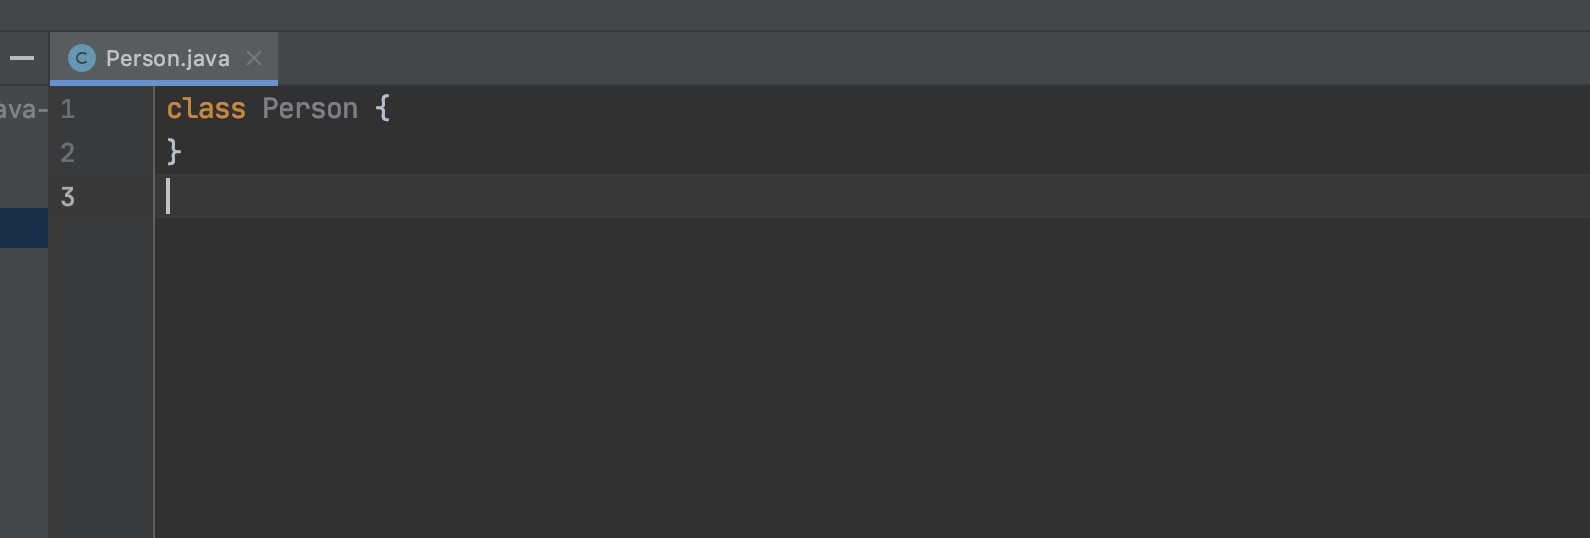 Person.java
ava-
1 class Person {
2 }
3